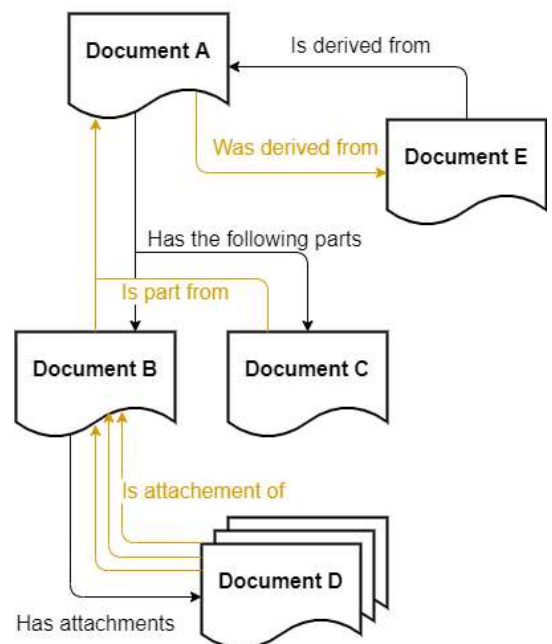 Document A
Is derived from
Was derived from
Document E
Has the following parts
Is part from
Document B
Document C
Is attachement of
Document D
Has attachments